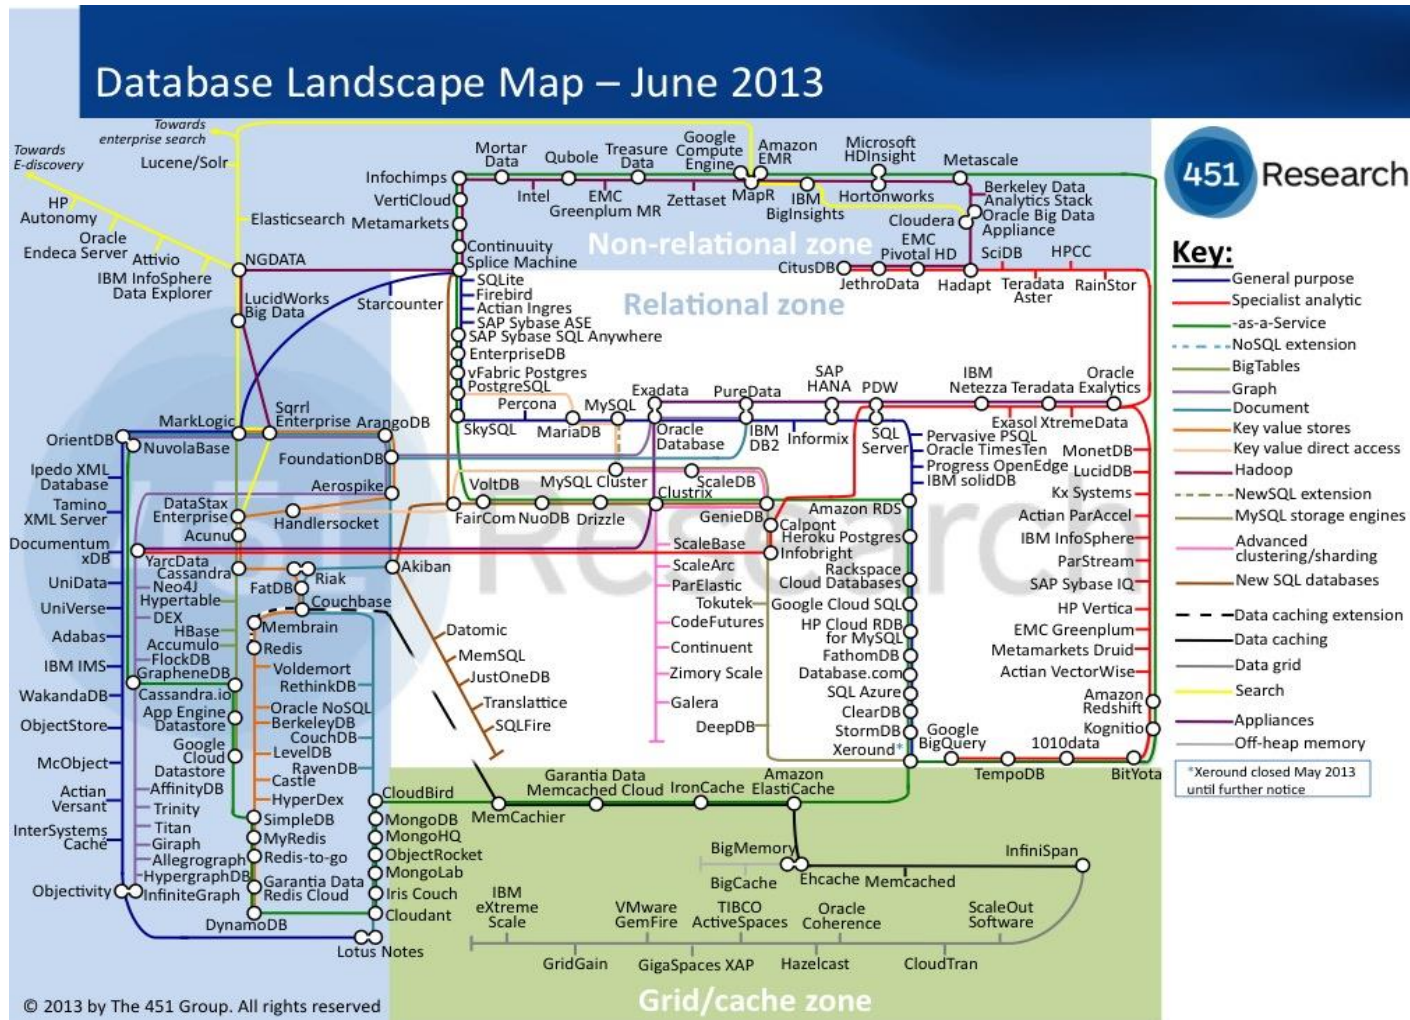 Database Landscape Map – June 2013
Towards
enterprise search
Towards
E-discovery
Lucene/Solr
HP
Autonomy
Oracle
Endeca Server
Attivio
IBM InfoSphere
Data Explorer
Elasticsearch
NGDATA
LucidWorks
Big Data
Starcounter
MarkLogic
Sqrrl
Enterprise
ArangoDB
OrientDB
NuvolaBase
FoundationDB
Ipedo XML
Database
Aerospike
Tamino
XML Server
DataStax
Enterprise
Handlersocket
Acunu
Documentum
xDB
YarcData
Cassandra
Riak
Akiban
UniData
Neo4J
FatDB
Hypertable
UniVerse
DEX
Couchbase
Adabas
HBase
Accumulo
Membrain
IBM IMS
FlockDB
Redis
GrapheneDB
Voldemort
RethinkDB
WakandaDB
Cassandra.io
App Engine
Datastore
Oracle NoSQL
BerkeleyDB
CouchDB
ObjectStore
Google
Cloud
Datastore
LevelDB
RavenDB
McObject
Castle
Actian
Versant
AffinityDB
HyperDex
CloudBird
Trinity
SimpleDB
MongoDB
InterSystems
Caché
Titan
MyRedis
MongoHQ
Giraph
Redis-to-go
ObjectRocket
Allegrograph
MongoLab
HypergraphDB
Garantia Data
Redis Cloud
Iris Couch
Objectivity
InfiniteGraph
DynamoDB
Cloudant
Lotus Notes
Infochimps
VertiCloud
Metamarkets
Continuity
Splice Machine
Mortar
Data
Qubole
Treasure
Data
Google
Compute
Engine
Amazon
EMR
Microsoft
HDInsight
Metascale
Intel
EMC
Greenplum MR
Zettaset
MapR
IBM
BigInsights
Hortonworks
Berkeley Data
Analytics Stack
Cloudera
Oracle Big Data
Appliance
Non-relational zone
EMC
Pivotal HD
SciDB
HPCC
CitusDB
JethroData
Hadapt
Teradata
Aster
RainStor
Relational zone
SQLite
Firebird
Actian Ingres
SAP Sybase ASE
SAP Sybase SQL Anywhere
EnterpriseDB
vFabric Postgres
PostgreSQL
Percona
SkySQL
MariaDB
MySQL
Exadata
PureData
SAP
HANA
PDW
IBM
Netezza
Teradata
Oracle
Exalytics
Oracle
Database
IBM
DB2
Informix
SQL
Server
Exasol
XtremeData
Pervasive PSQL
Oracle TimesTen
Progress OpenEdge
IBM solidDB
MonetDB
LucidDB
Kx Systems
Actian ParAccel
IBM InfoSphere
ParStream
SAP Sybase IQ
HP Vertica
EMC Greenplum
Metamarkets Druid
Actian VectorWise
Amazon
Redshift
Kognitio
VoltDB
MySQL Cluster
ScaleDB
Clustrix
FairCom
NuoDB
Drizzle
GenieDB
Amazon RDS
Calpont
Heroku Postgres
Infobright
ScaleBase
ScaleArc
ParElastic
Rackspace
Cloud Databases
Tokutek
Google Cloud SQL
CodeFutures
HP Cloud RDB
for MySQL
Continuent
FathomDB
Zimory Scale
Database.com
SQL Azure
Galera
ClearDB
DeepDB
StormDB
Xeround*
Google
BigQuery
TempoDB
1010data
BitYota
Datomic
MemSQL
JustOneDB
Translattice
SQLFire
MemCachier
Garantia Data
Memcached Cloud
IronCache
Amazon
ElastiCache
BigMemory
BigCache
Ehcache
Memcached
InfiniSpan
IBM
eXtreme
Scale
VMware
GemFire
TIBCO
ActiveSpaces
Oracle
Coherence
ScaleOut
Software
GridGain
GigaSpaces XAP
Hazelcast
CloudTran
Grid/cache zone
© 2013 by The 451 Group. All rights reserved
451 Research
451 Research
Key:
General purpose
Specialist analytic
-as-a-Service
NoSQL extension
BigTables
Graph
Document
Key value stores
Key value direct access
Hadoop
NewSQL extension
MySQL storage engines
Advanced
clustering/sharding
New SQL databases
Data caching extension
Data caching
Data grid
Search
Appliances
Off-heap memory
*Xeround closed May 2013
until further notice